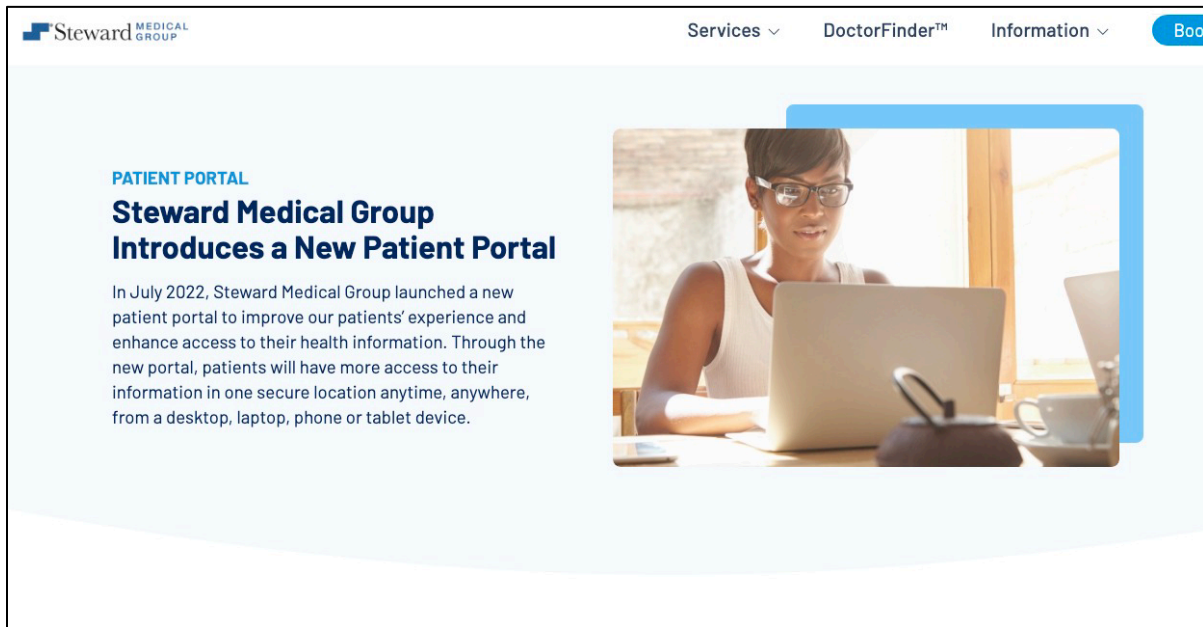 Steward MEDICAL GROUP
Services
DoctorFinder™
Information
Boo
PATIENT PORTAL
Steward Medical Group
Introduces a New Patient Portal
In July 2022, Steward Medical Group launched a new
patient portal to improve our patients’ experience and
enhance access to their health information. Through the
new portal, patients will have more access to their
information in one secure location anytime, anywhere,
from a desktop, laptop, phone or tablet device.